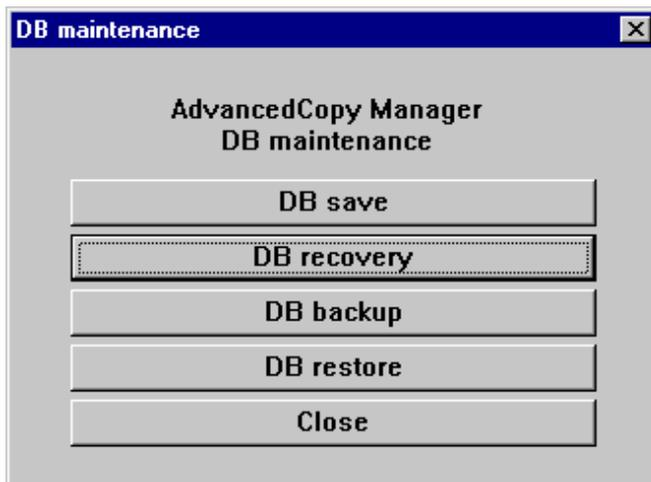 DB maintenance
AdvancedCopy Manager
DB maintenance
DB save
DB recovery
DB backup
DB restore
Close